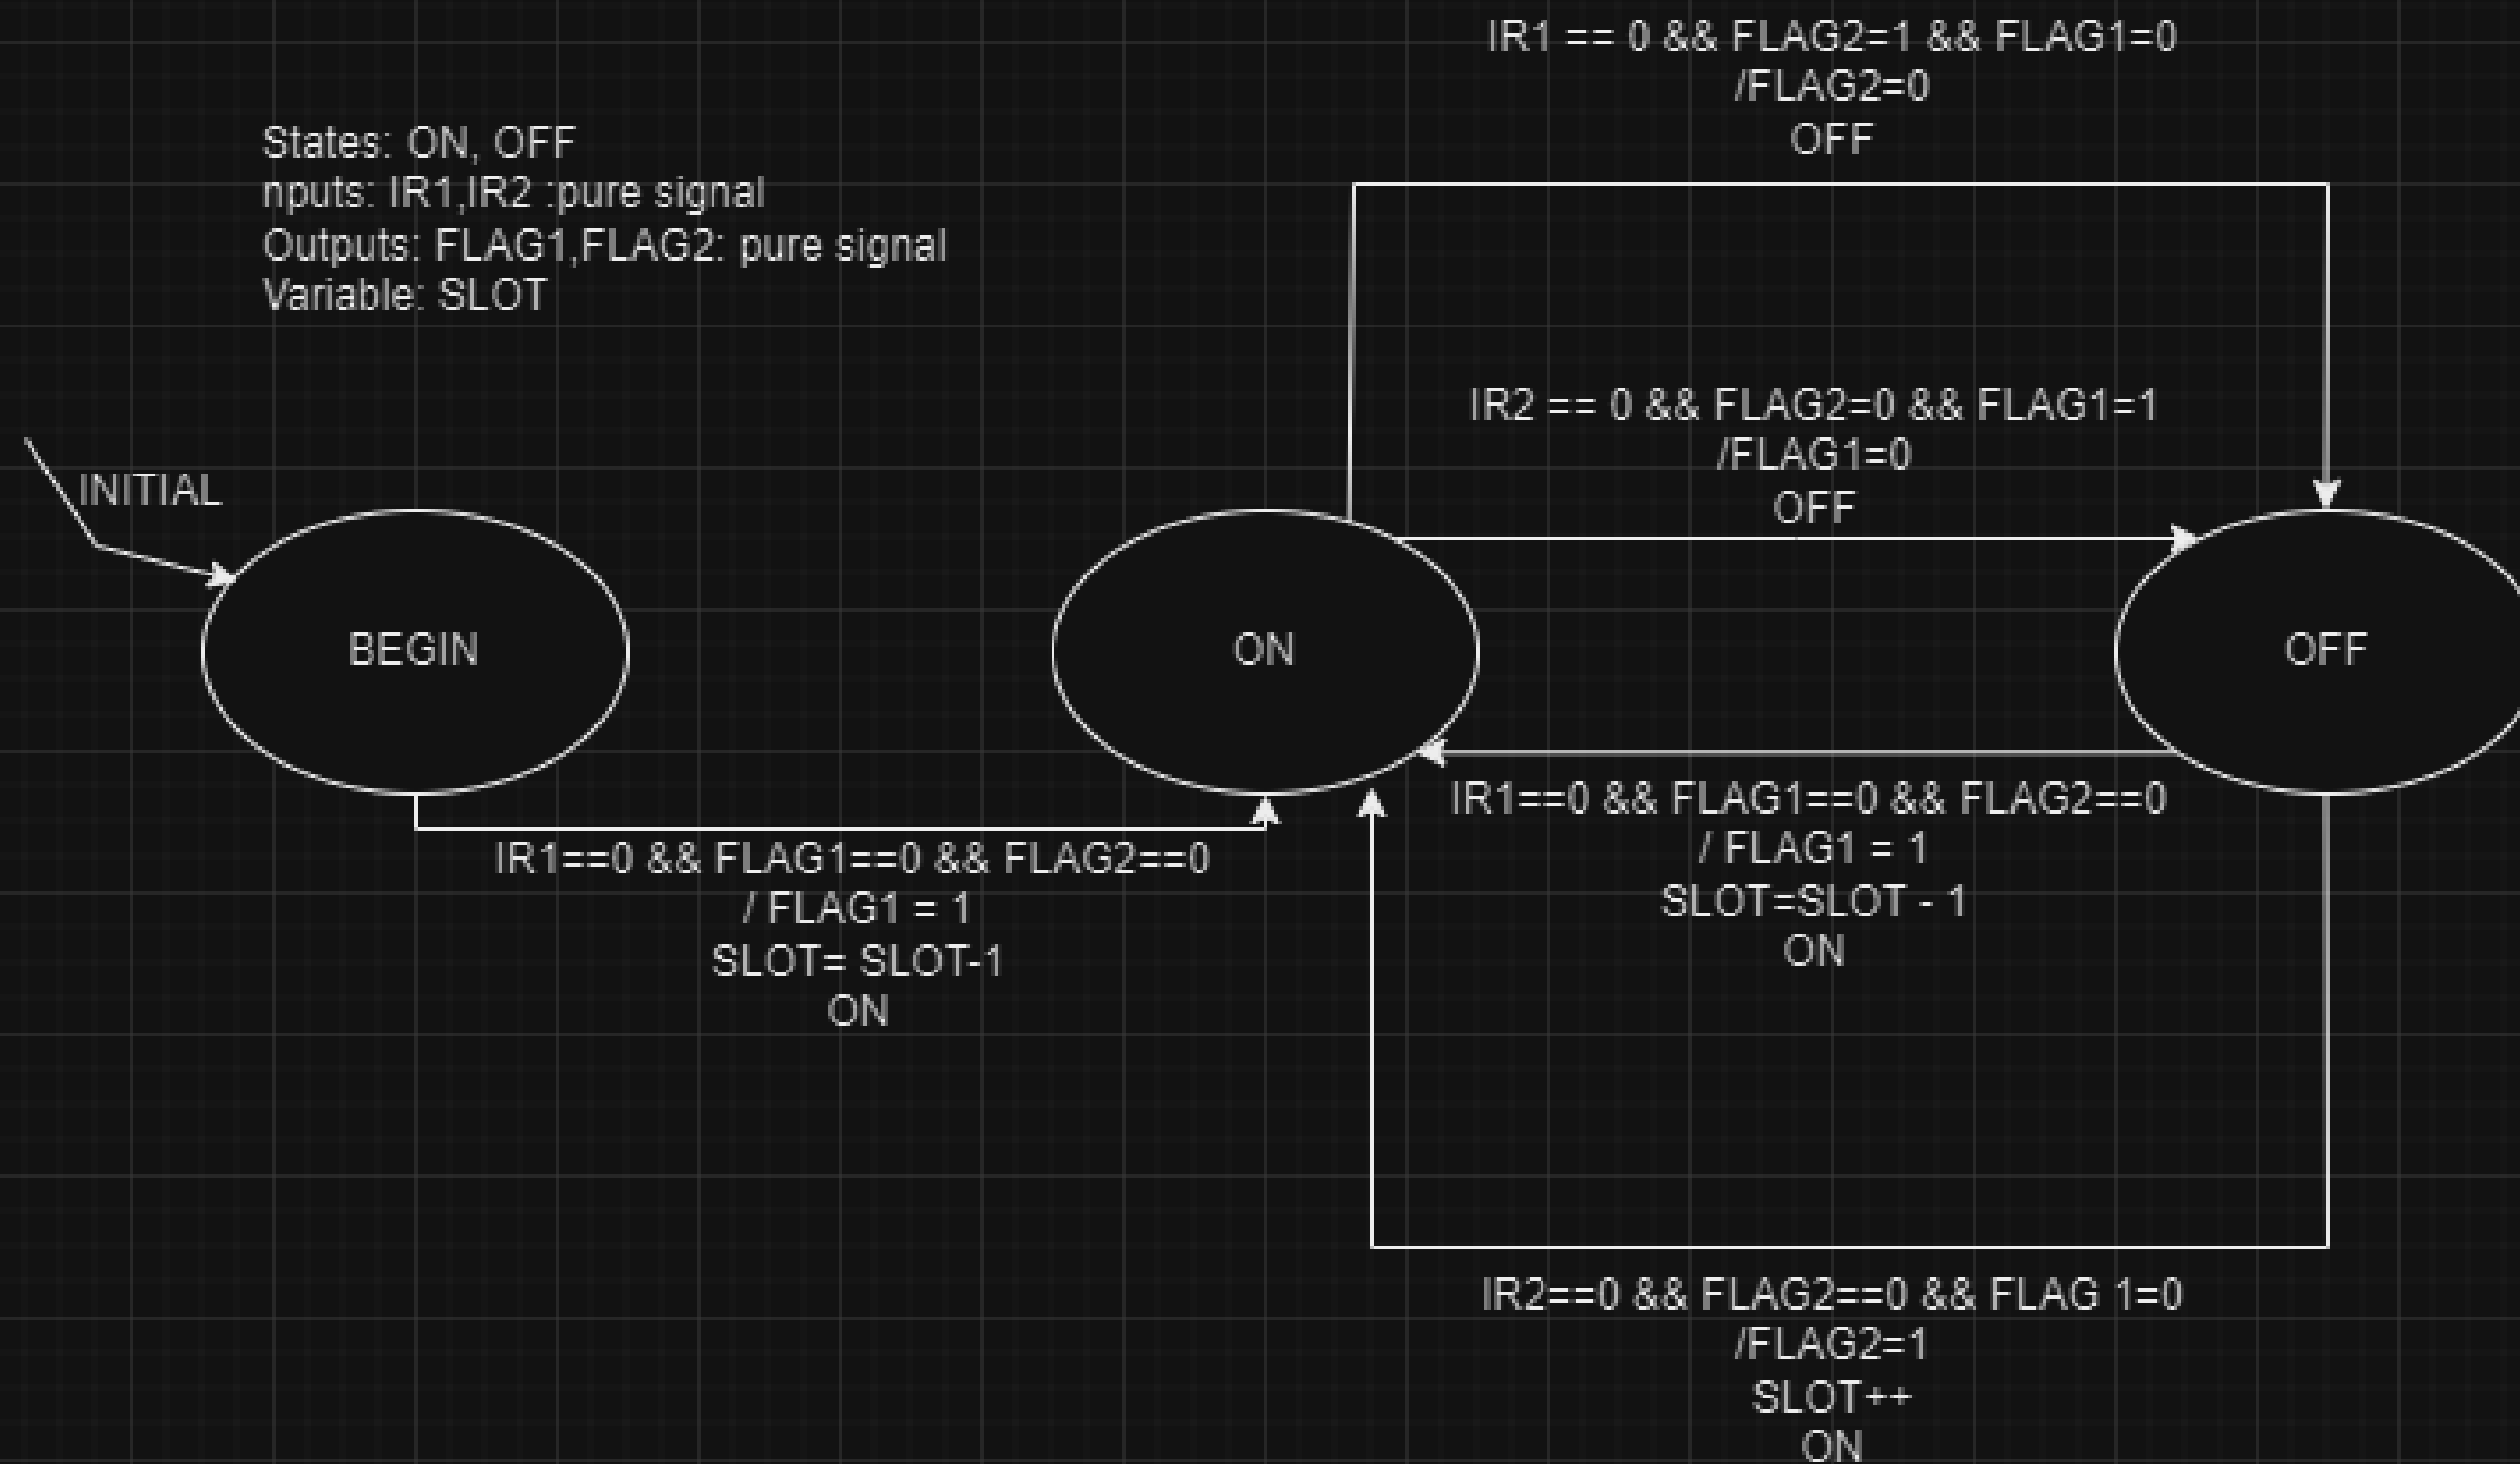 IR1 == 0 && FLAG2=1 && FLAG1=0
/FLAG2=0
OFF
States: ON, OFF
nputs: IR1,IR2 :pure signal
Outputs: FLAG1,FLAG2: pure signal
Variable: SLOT
IR2 == 0 && FLAG2=0 && FLAG1=1
/FLAG1=0
OFF
INITIAL
BEGIN
ON
OFF
IR1==0 && FLAG1==0 && FLAG2==0
/ FLAG1 = 1
SLOT= SLOT-1
ON
IR1==0 && FLAG1==0 && FLAG2==0
/ FLAG1 = 1
SLOT=SLOT - 1
ON
IR2==0 && FLAG2==0 && FLAG 1=0
/FLAG2=1
SLOT++
ON